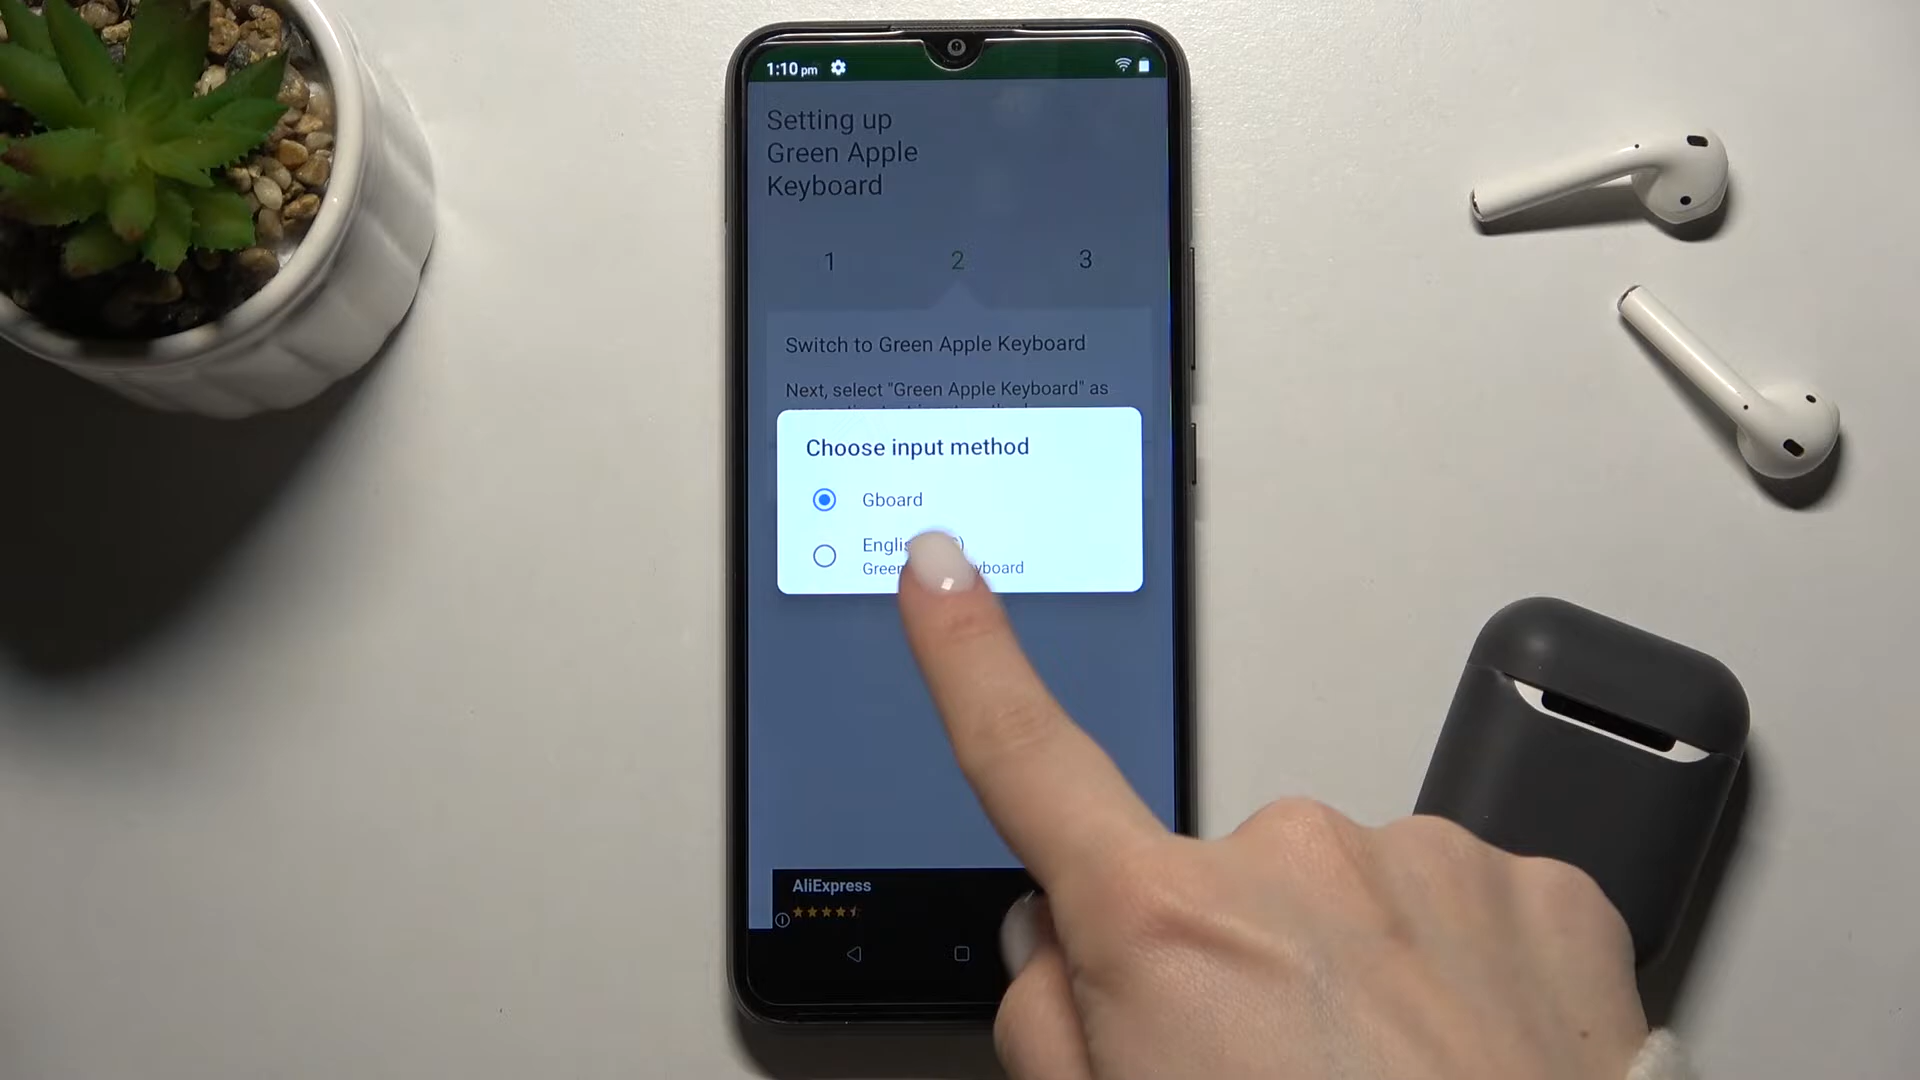 1:10 pm
Setting up
Green Apple
Keyboard
1 2 3
Switch to Green Apple Keyboard
Next, select "Green Apple Keyboard" as
Choose input method
Gboard
English
Green Keyboard
AliExpress